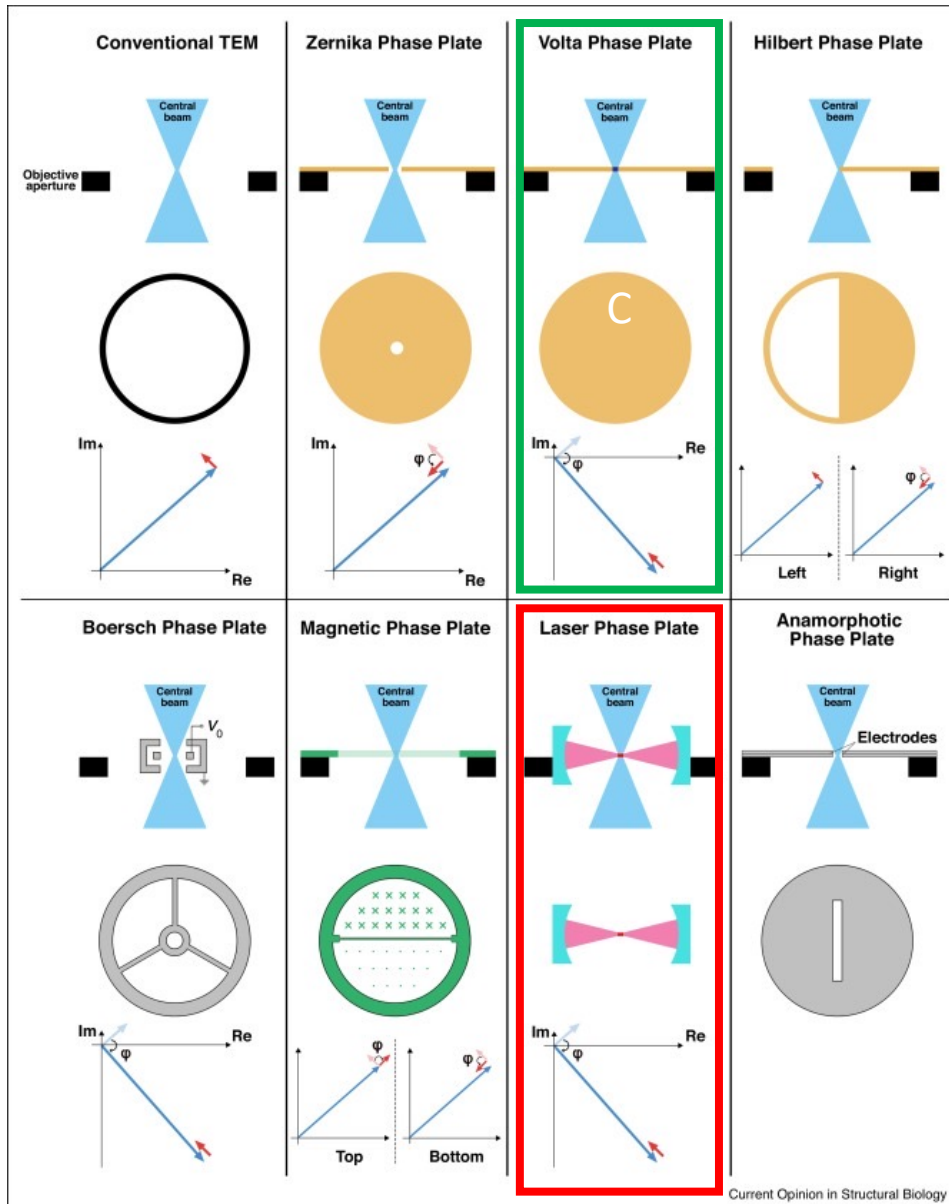 Conventional TEM
Central
beam
Objective
aperture
Im
Re
Zernika Phase Plate
Central
beam
Im
φ
Re
Volta Phase Plate
Central
beam
C
Im
Re
φ
Hilbert Phase Plate
Central
beam
φ
Left
Right
Boersch Phase Plate
Central
beam
V0
Im
Re
φ
Magnetic Phase Plate
Central
beam
φ
φ
Top
Bottom
Laser Phase Plate
Central
beam
Im
Re
φ
Anamorphotic
Phase Plate
Central
beam
Electrodes
Current Opinion in Structural Biology